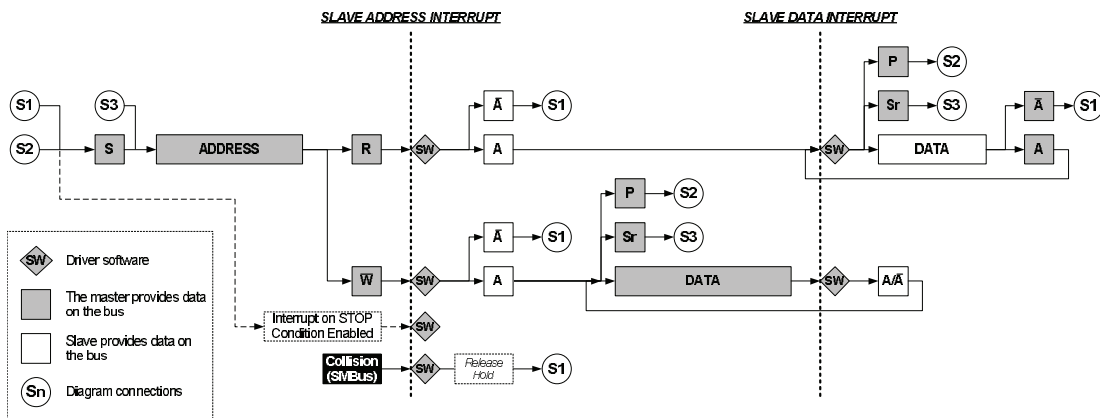 SLAVE ADDRESS INTERRUPT
SLAVE DATA INTERRUPT
P
S2
S1
S3
A̅
S1
Sr
S3
A̅
S1
S2
S
ADDRESS
R
SW
A
SW
DATA
A
P
S2
A̅
S1
Sr
S3
W̅
SW
A
DATA
SW
A/A̅
Interrupt on STOP
Condition Enabled
SW
Collision
(SMBus)
SW
Release
Hold
S1
SW
Driver software
The master provides data
on the bus
Slave provides data on
the bus
Sn
Diagram connections